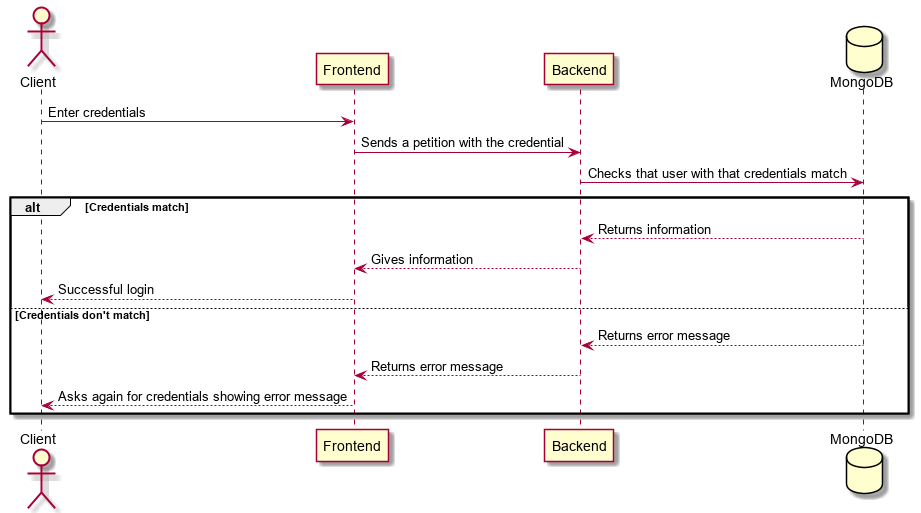 Client
Frontend
Backend
MongoDB
Enter credentials
Sends a petition with the credential
Checks that user with that credentials match
alt
[Credentials match]
Returns information
Gives information
Successful login
[Credentials don't match]
Returns error message
Returns error message
Asks again for credentials showing error message
Client
Frontend
Backend
MongoDB